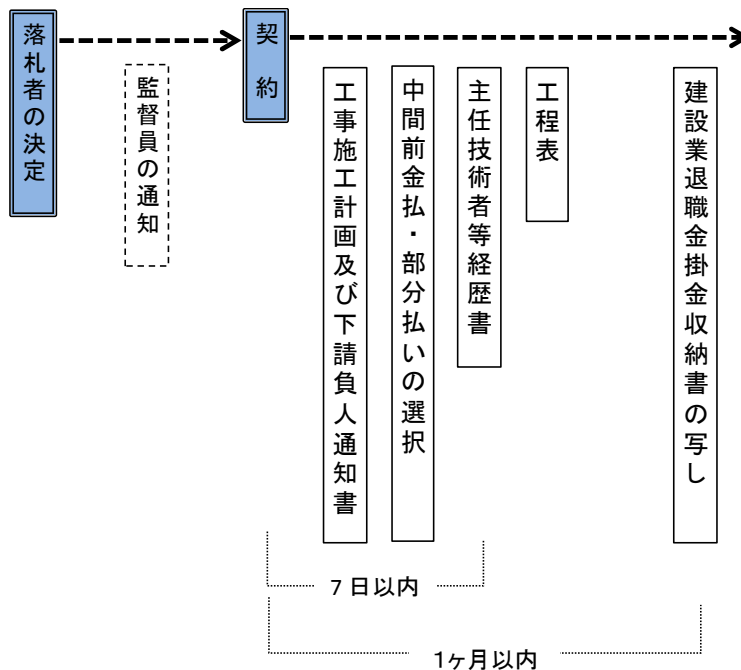 落札者の決定
監督員の通知
契約
工事施工計画及び下請負人通知書
中間前金払・部分払いの選択
主任技術者等経歴書
工程表
建設業退職金掛金収納書の写し
7日以内
1ヶ月以内